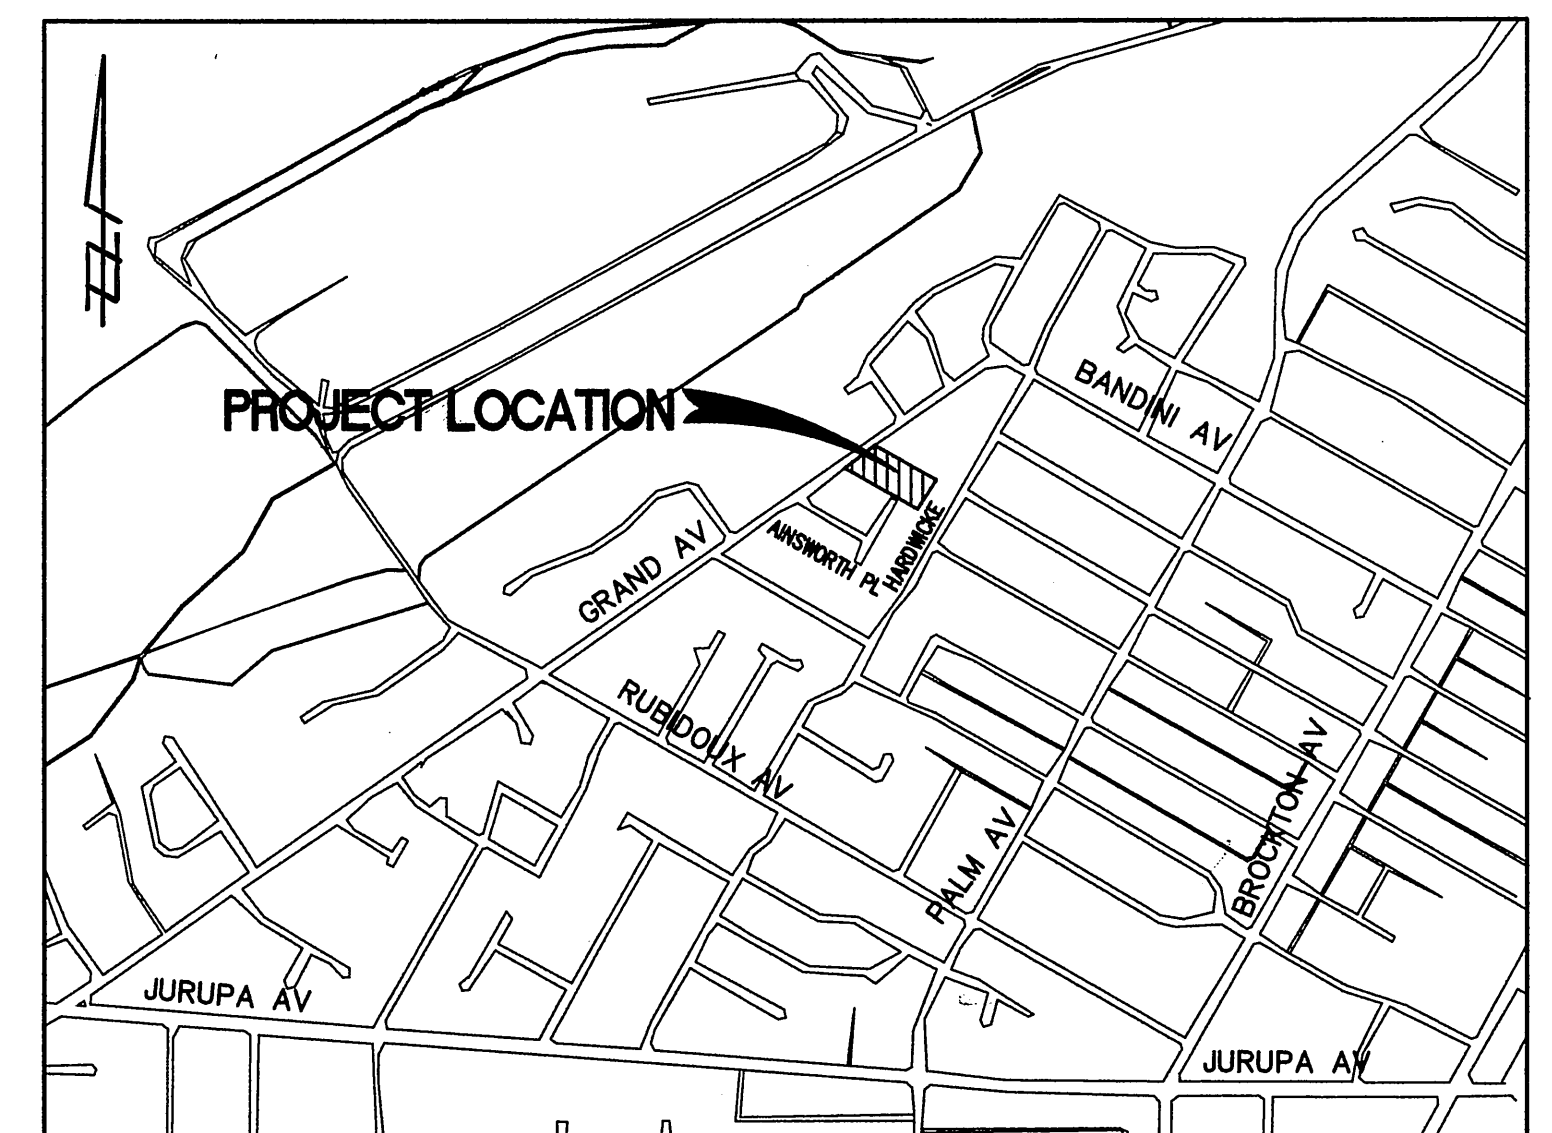 PROJECT LOCATION
BANDINI AV
AINSWORTH PL
HARDWICKE
GRAND AV
RUBIDOUX AV
PALM AV
BROCKTON AV
JURUPA AV
JURUPA AV